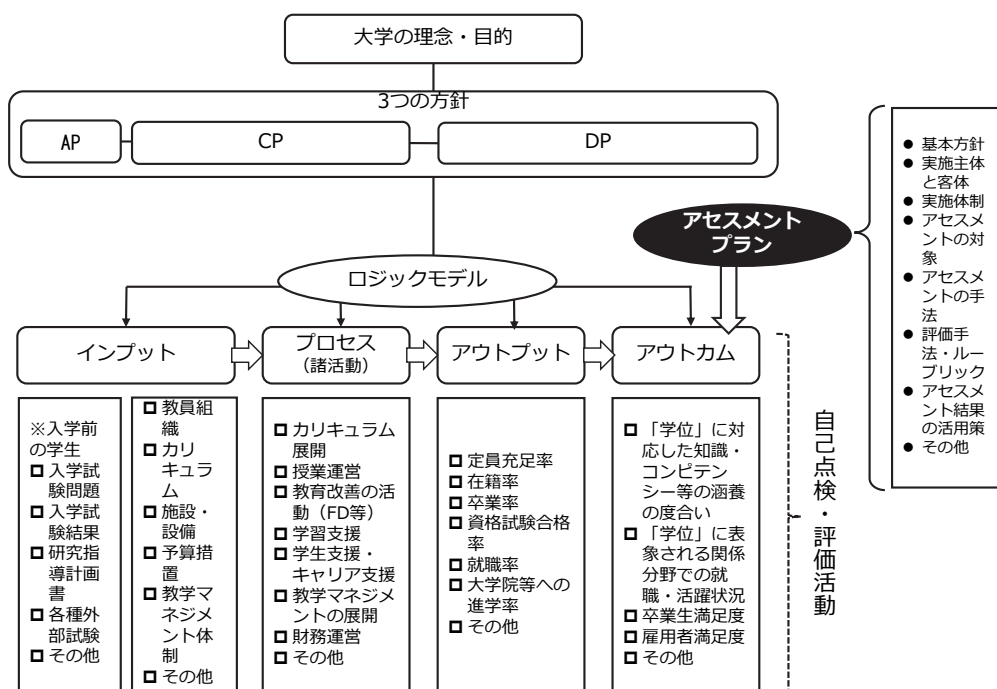 大学の理念・目的
3つの方針
AP
CP
DP
アセスメント
プラン
● 基本方針
● 実施主体
と客体
● 実施体制
● アセスメ
ントの対
象
● アセスメ
ントの手
法
● 評価手
法・ルー
ブリック
● アセスメ
ント結果
の活用策
● その他
ロジックモデル
インプット
プロセス
(諸活動)
アウトプット
アウトカム
※入学前
の学生
□ 入学試
験問題
□ 入学試
験結果
□ 研究指
導計画
書
□ 各種外
部試験
□ その他
□ 教員組
織
□ カリ
キュラ
ム
□ 施設・
設備
□ 予算措
置
□ 教学マ
ネジメ
ント体
制
□ その他
□ カリキュラム
展開
□ 授業運営
□ 教育改善の活
動（FD等）
□ 学習支援
□ 学生支援・
キャリア支援
□ 教学マネジメ
ントの展開
□ 財務運営
□ その他
□ 定員充足率
□ 在籍率
□ 卒業率
□ 資格試験合格
率
□ 就職率
□ 大学院等への
進学率
□ その他
□ 「学位」に対
応した知識・
コンピテン
シー等の涵養
の度合い
□ 「学位」に表
象される関係
分野での就
職・活躍状況
□ 卒業生満足度
□ 雇用者満足度
□ その他
自己点検・評価活動